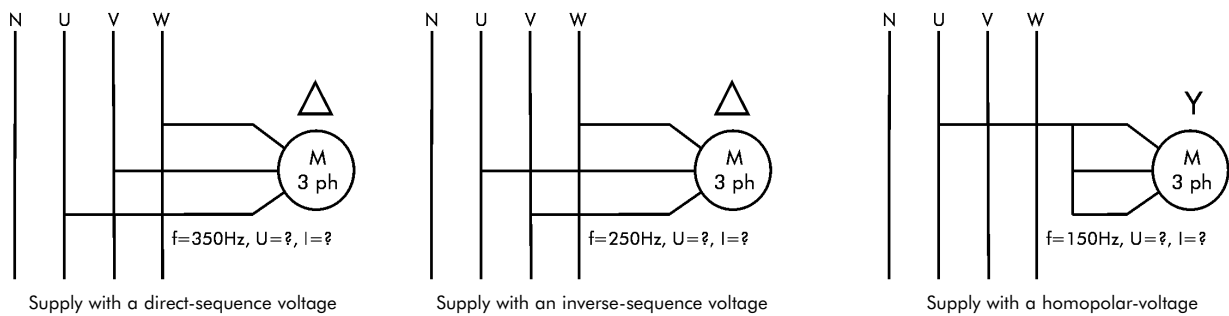 N U V W
Δ
M
3 ph
f=350Hz, U=?, I=?
Supply with a direct-sequence voltage
N U V W
Δ
M
3 ph
f=250Hz, U=?, I=?
Supply with an inverse-sequence voltage
N U V W
Y
M
3 ph
f=150Hz, U=?, I=?
Supply with a homopolar-voltage